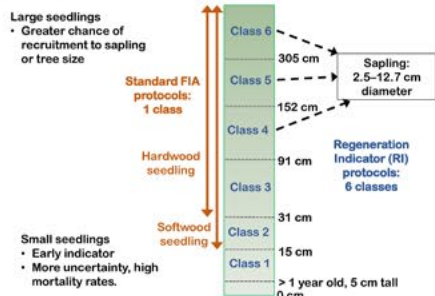 Large seedlings
• Greater chance of
recruitment to sapling
or tree size
Standard FIA
protocols:
1 class
Hardwood
seedling
Softwood
seedling
Small seedlings
• Early indicator
• More uncertainty, high
mortality rates.
Class 6
305 cm
Class 5
152 cm
Class 4
91 cm
Class 3
31 cm
Class 2
15 cm
Class 1
> 1 year old, 5 cm tall
0 cm
Sapling:
2.5–12.7 cm
diameter
Regeneration
Indicator (RI)
protocols:
6 classes